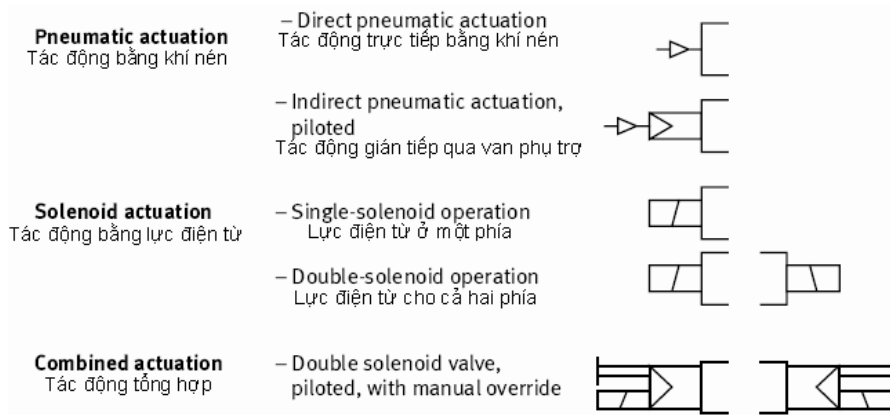 Pneumatic actuation
Tác động bằng khí nén
– Direct pneumatic actuation
Tác động trực tiếp bằng khí nén
– Indirect pneumatic actuation,
piloted
Tác động gián tiếp qua van phụ trợ
Solenoid actuation
Tác động bằng lực điện từ
– Single-solenoid operation
Lực điện từ ở một phía
– Double-solenoid operation
Lực điện từ cho cả hai phía
Combined actuation
Tác động tổng hợp
– Double solenoid valve,
piloted, with manual override